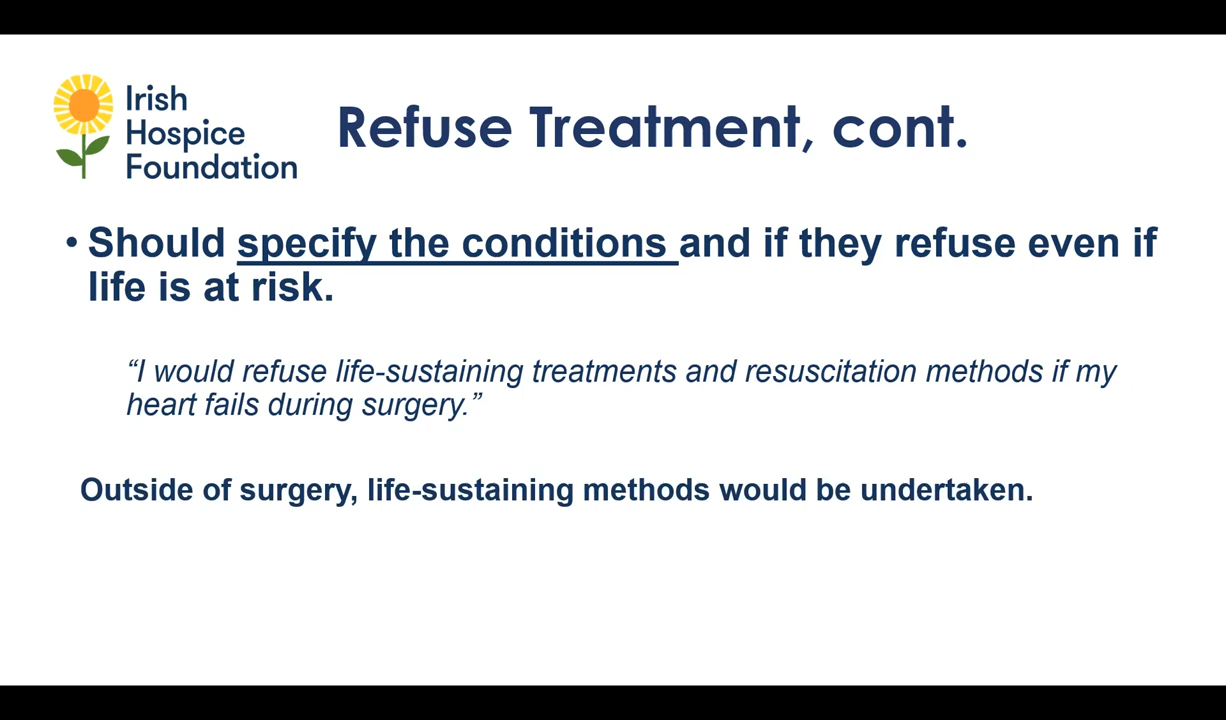 Irish
Hospice
Foundation
Refuse Treatment, cont.
• Should specify the conditions and if they refuse even if
life is at risk.
“I would refuse life-sustaining treatments and resuscitation methods if my
heart fails during surgery.”
Outside of surgery, life-sustaining methods would be undertaken.